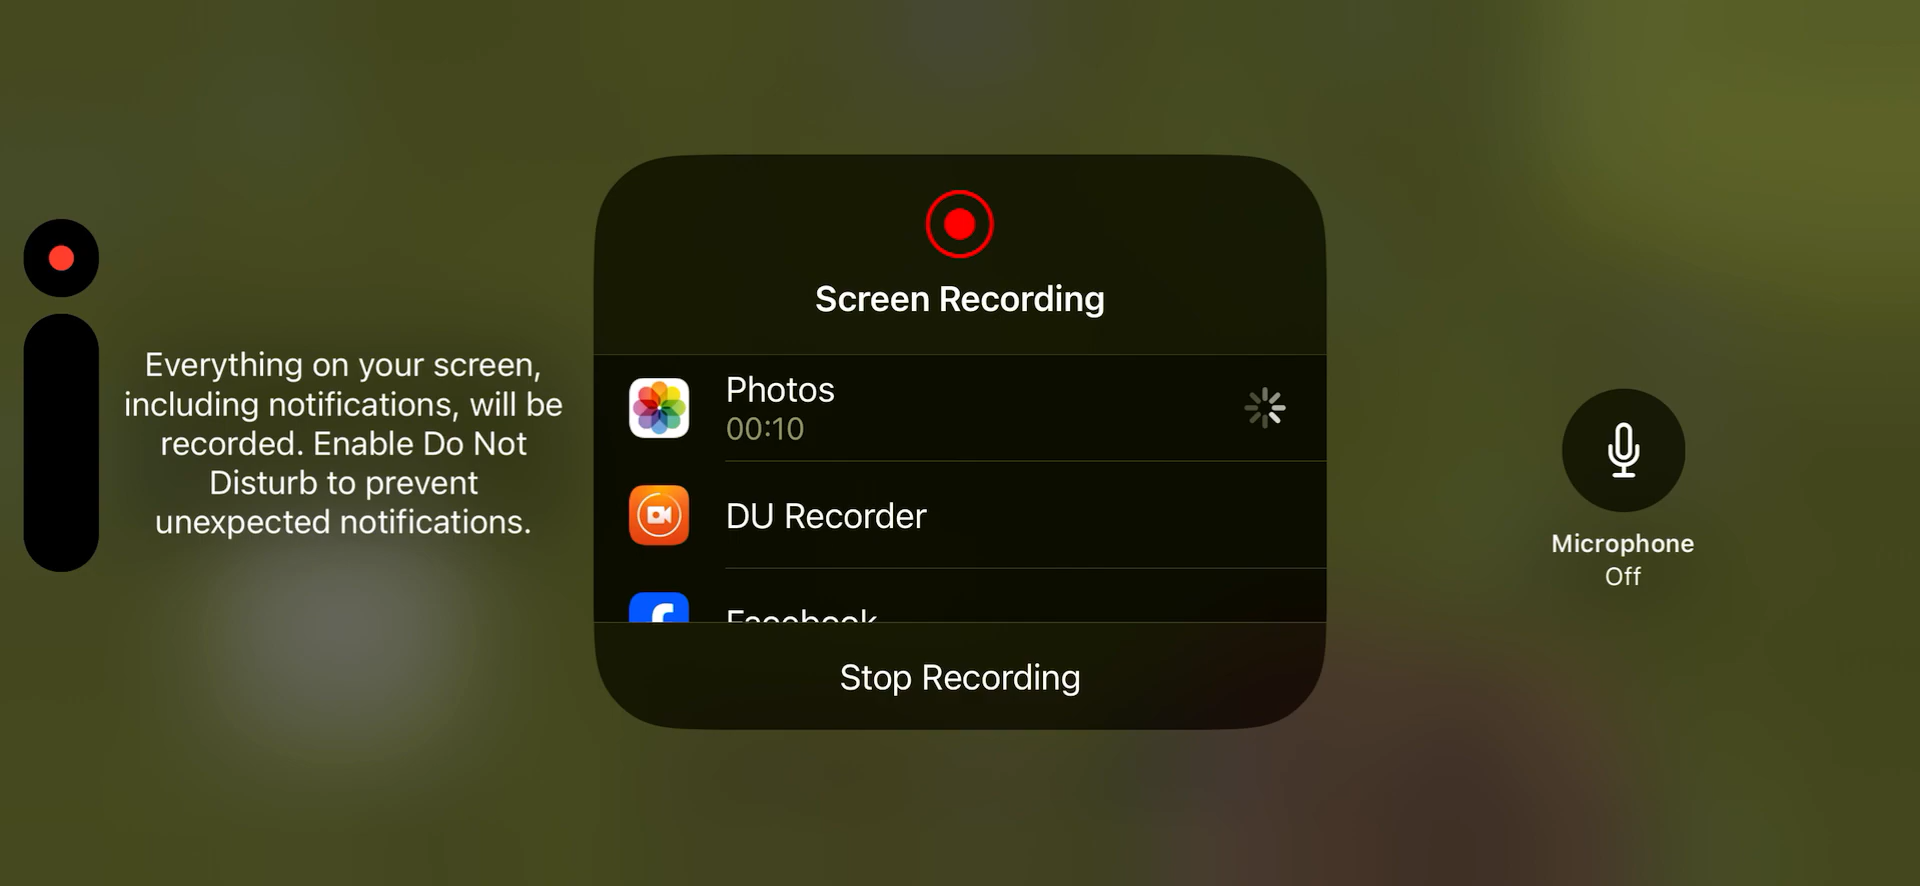 Everything on your screen,
including notifications, will be
recorded. Enable Do Not
Disturb to prevent
unexpected notifications.
Screen Recording
Photos
00:10
DU Recorder
Facebook
Stop Recording
Microphone
Off